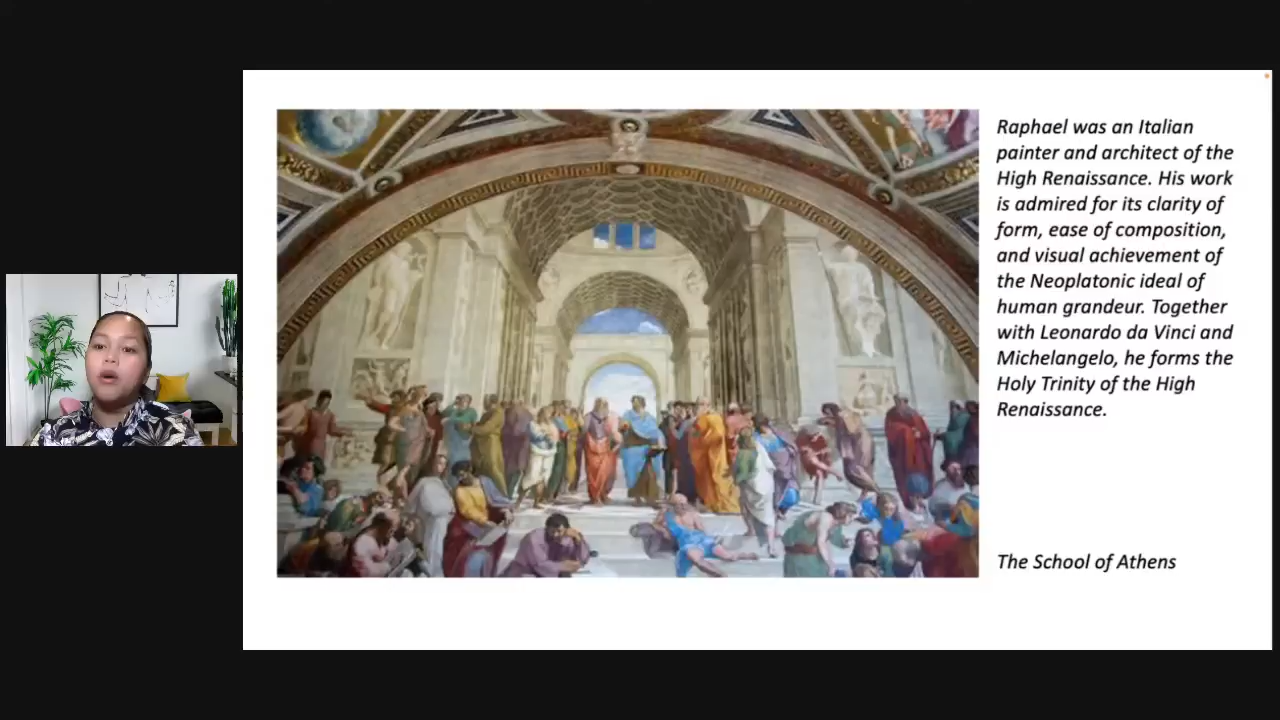 Raphael was an Italian
painter and architect of the
High Renaissance. His work
is admired for its clarity of
form, ease of composition,
and visual achievement of
the Neoplatonic ideal of
human grandeur. Together
with Leonardo da Vinci and
Michelangelo, he forms the
Holy Trinity of the High
Renaissance.
The School of Athens